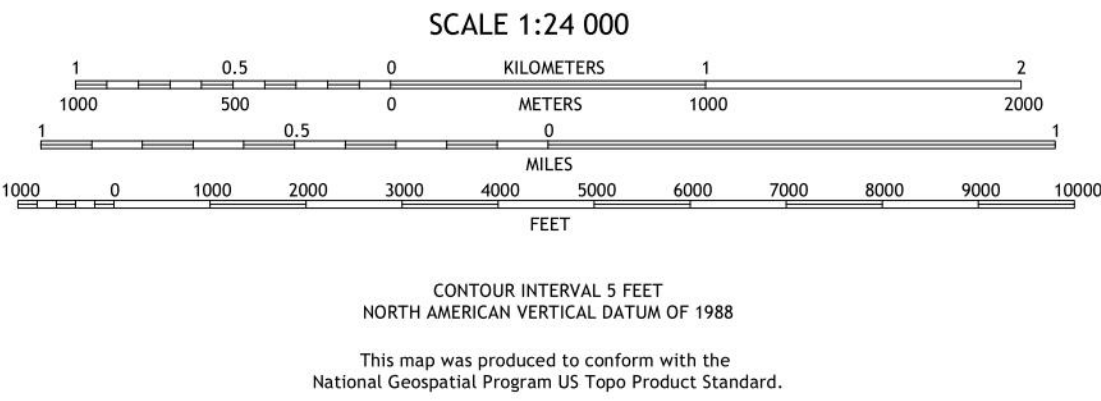 SCALE 1:24 000
1 0.5 0 KILOMETERS 1 2
1000 500 0 METERS 1000 2000
1 0.5 0 1
MILES
1000 0 1000 2000 3000 4000 5000 6000 7000 8000 9000 10000
FEET
CONTOUR INTERVAL 5 FEET
NORTH AMERICAN VERTICAL DATUM OF 1988
This map was produced to conform with the
National Geospatial Program US Topo Product Standard.